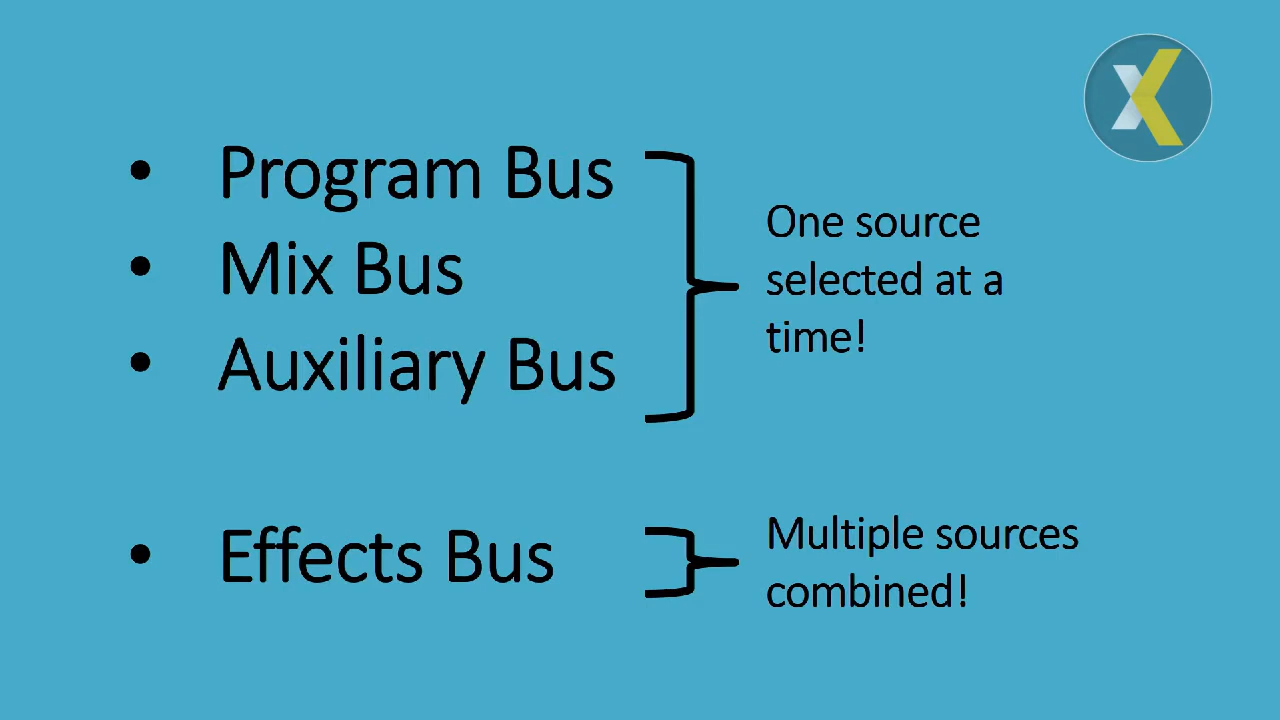 • Program Bus
• Mix Bus
• Auxiliary Bus
One source
selected at a
time!
• Effects Bus
Multiple sources
combined!